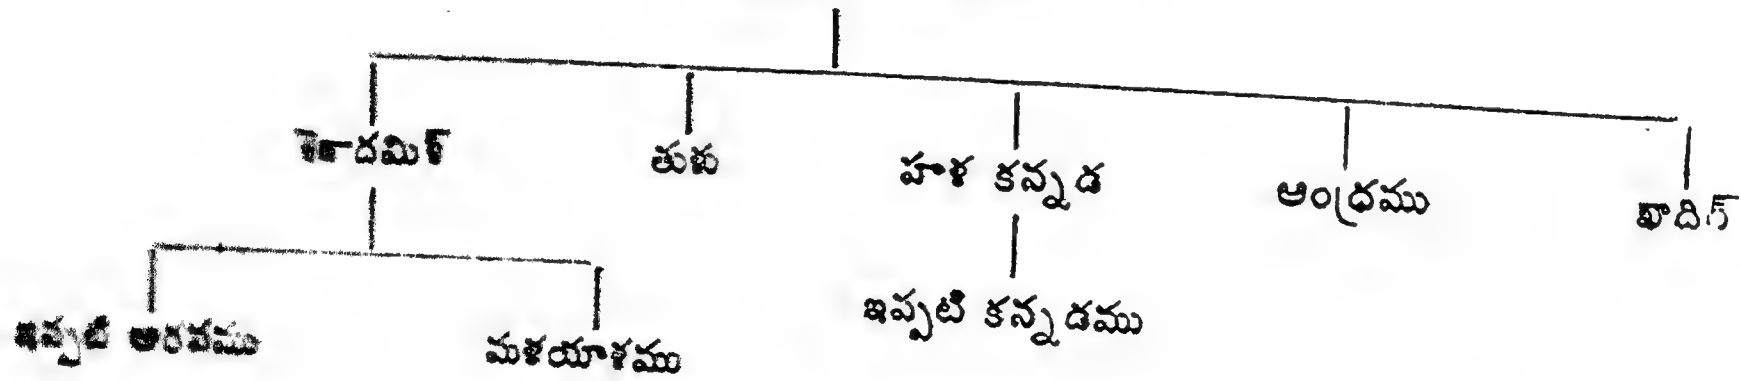 తుళు
హళ కన్నడ
ఆంధ్రము
ఇప్పటి అరవము
మళయాళము
ఇప్పటి కన్నడము